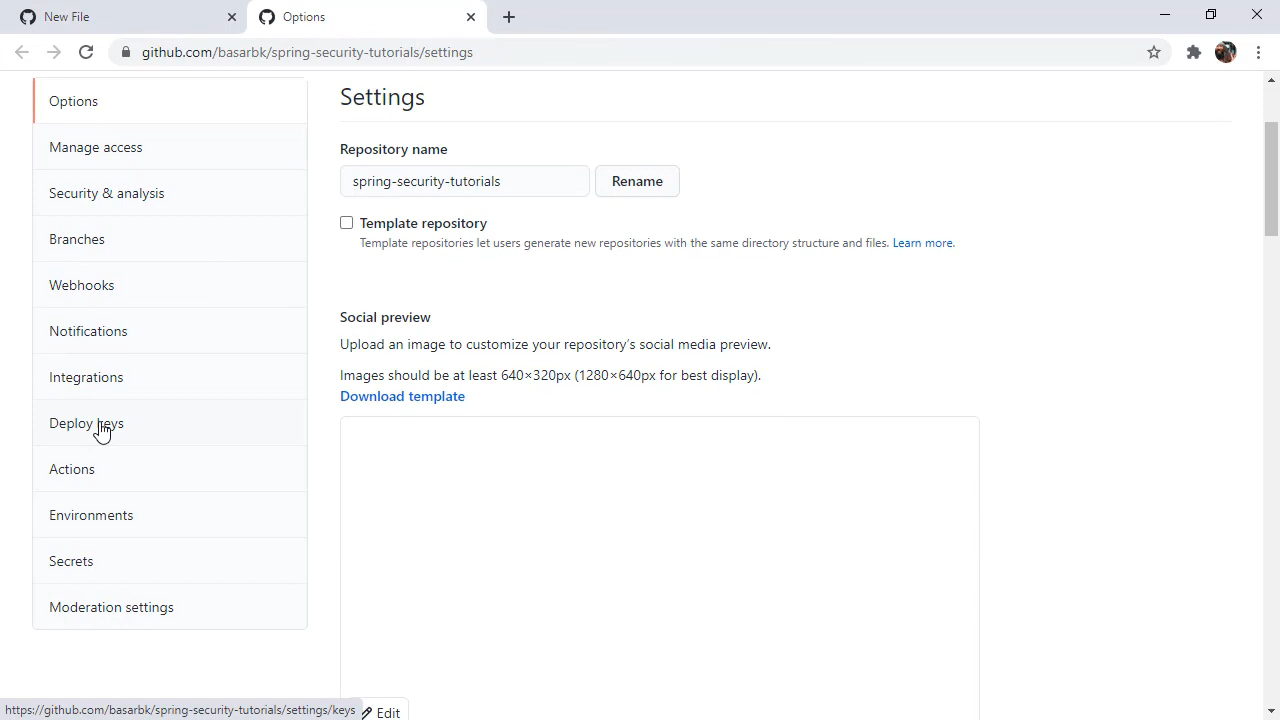 New File
Options
github.com/basarbk/spring-security-tutorials/settings
Options
Manage access
Security & analysis
Branches
Webhooks
Notifications
Integrations
Deploy keys
Actions
Environments
Secrets
Moderation settings
Settings
Repository name
spring-security-tutorials
Rename
Template repository
Template repositories let users generate new repositories with the same directory structure and files. Learn more.
Social preview
Upload an image to customize your repository's social media preview.
Images should be at least 640×320px (1280×640px for best display).
Download template
Edit
https://github.com/basarbk/spring-security-tutorials/settings/keys